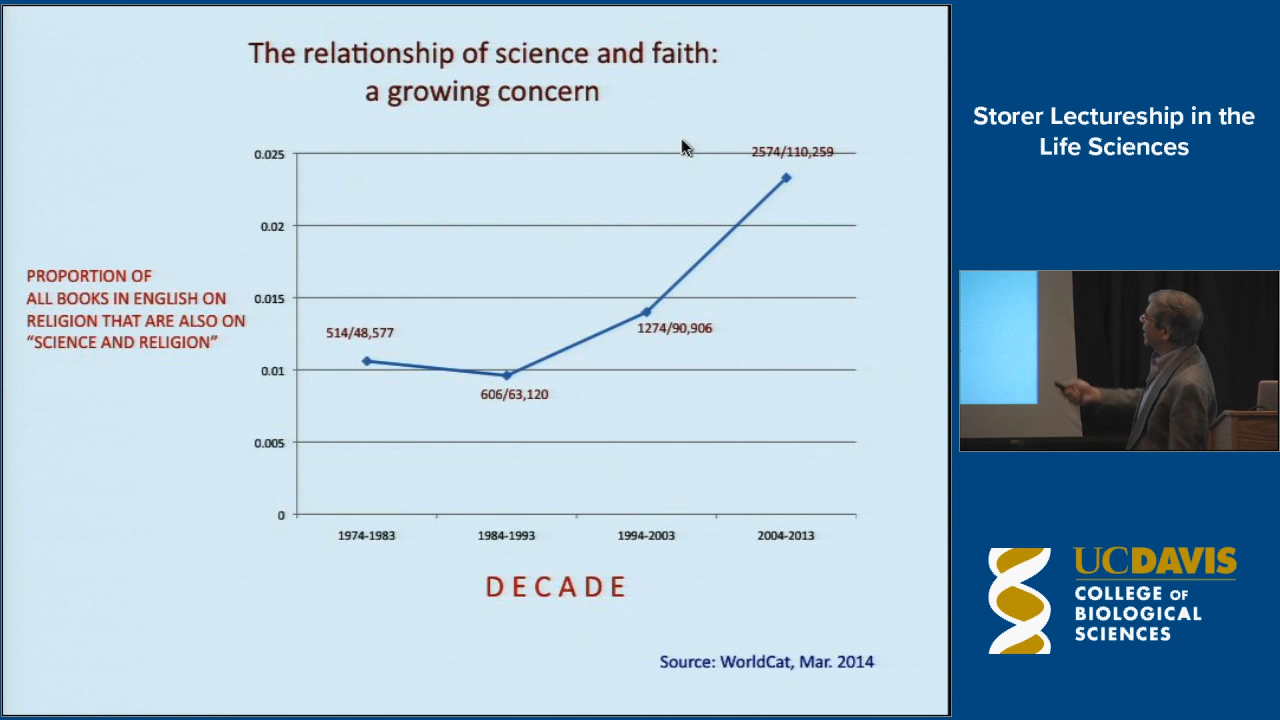 The relationship of science and faith:
a growing concern
0.025
0.02
0.015
0.01
0.005
0
PROPORTION OF
ALL BOOKS IN ENGLISH ON
RELIGION THAT ARE ALSO ON
“SCIENCE AND RELIGION”
514/48,577
606/63,120
1274/90,906
2574/110,259
1974-1983
1984-1993
1994-2003
2004-2013
DECADE
Source: WorldCat, Mar. 2014
Storer Lectureship in the
Life Sciences
UCDAVIS
COLLEGE OF
BIOLOGICAL
SCIENCES